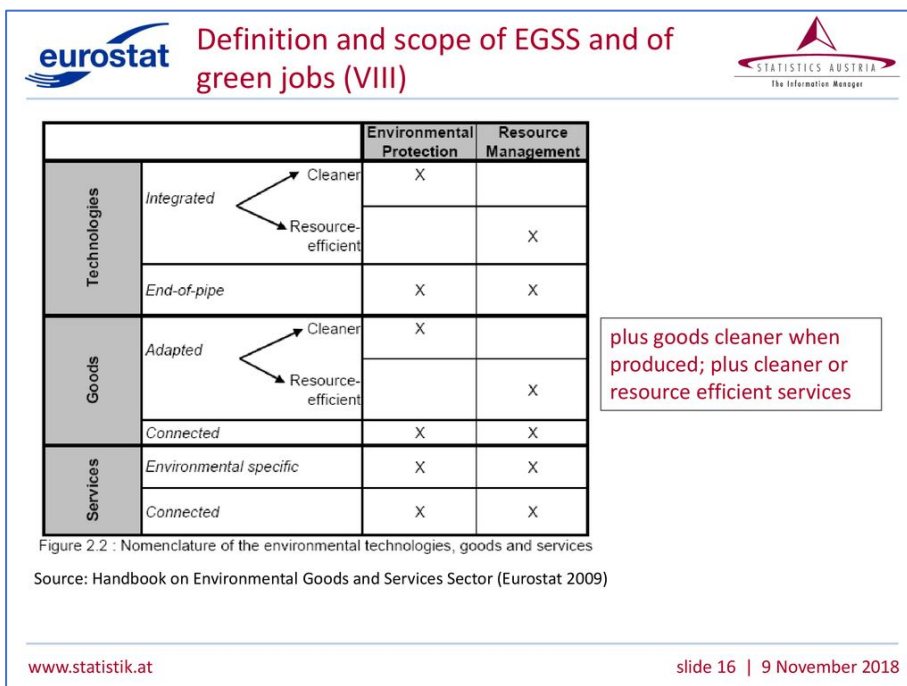 eurostat
Definition and scope of EGSS and of
green jobs (VIII)
STATISTICS AUSTRIA
The Information Manager
Environmental
Protection
Resource
Management
Technologies
Integrated
Cleaner
X
Resource-
efficient
X
End-of-pipe
X
X
Goods
Adapted
Cleaner
X
Resource-
efficient
X
Connected
X
X
Services
Environmental specific
X
X
Connected
X
X
plus goods cleaner when
produced; plus cleaner or
resource efficient services
Figure 2.2 : Nomenclature of the environmental technologies, goods and services
Source: Handbook on Environmental Goods and Services Sector (Eurostat 2009)
www.statistik.at
slide 16 | 9 November 2018